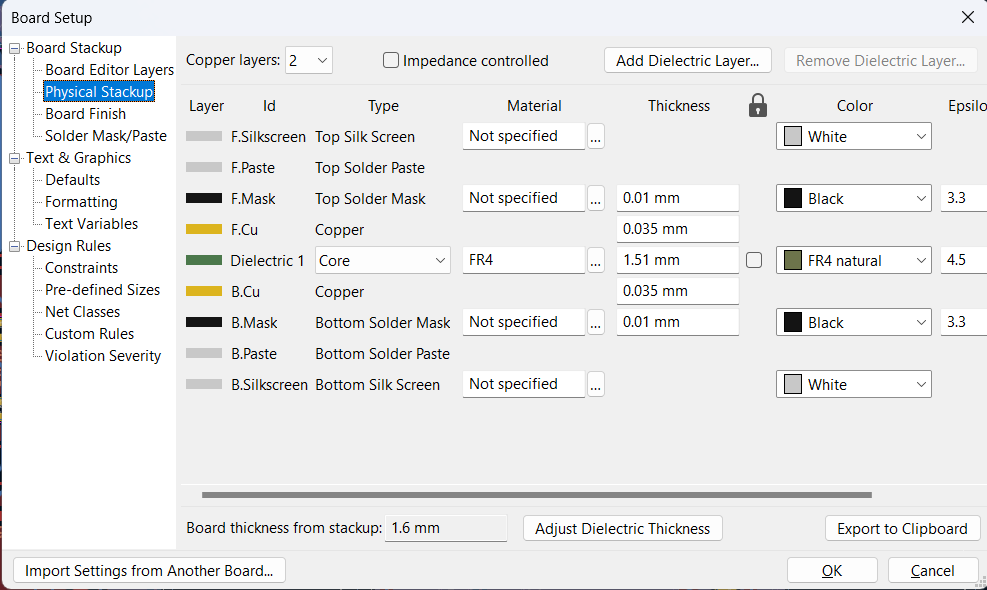 Board Setup
Board Stackup
Board Editor Layers
Physical Stackup
Board Finish
Solder Mask/Paste
Text & Graphics
Defaults
Formatting
Text Variables
Design Rules
Constraints
Pre-defined Sizes
Net Classes
Custom Rules
Violation Severity
Copper layers: 2 Impedance controlled Add Dielectric Layer... Remove Dielectric Layer...
Layer Id Type Material Thickness Color Epsilo
F.Silkscreen Top Silk Screen Not specified ... White
F.Paste Top Solder Paste
F.Mask Top Solder Mask Not specified ... 0.01 mm Black 3.3
F.Cu Copper 0.035 mm
Dielectric 1 Core FR4 ... 1.51 mm FR4 natural 4.5
B.Cu Copper 0.035 mm
B.Mask Bottom Solder Mask Not specified ... 0.01 mm Black 3.3
B.Paste Bottom Solder Paste
B.Silkscreen Bottom Silk Screen Not specified ... White
Board thickness from stackup: 1.6 mm Adjust Dielectric Thickness Export to Clipboard
Import Settings from Another Board... OK Cancel